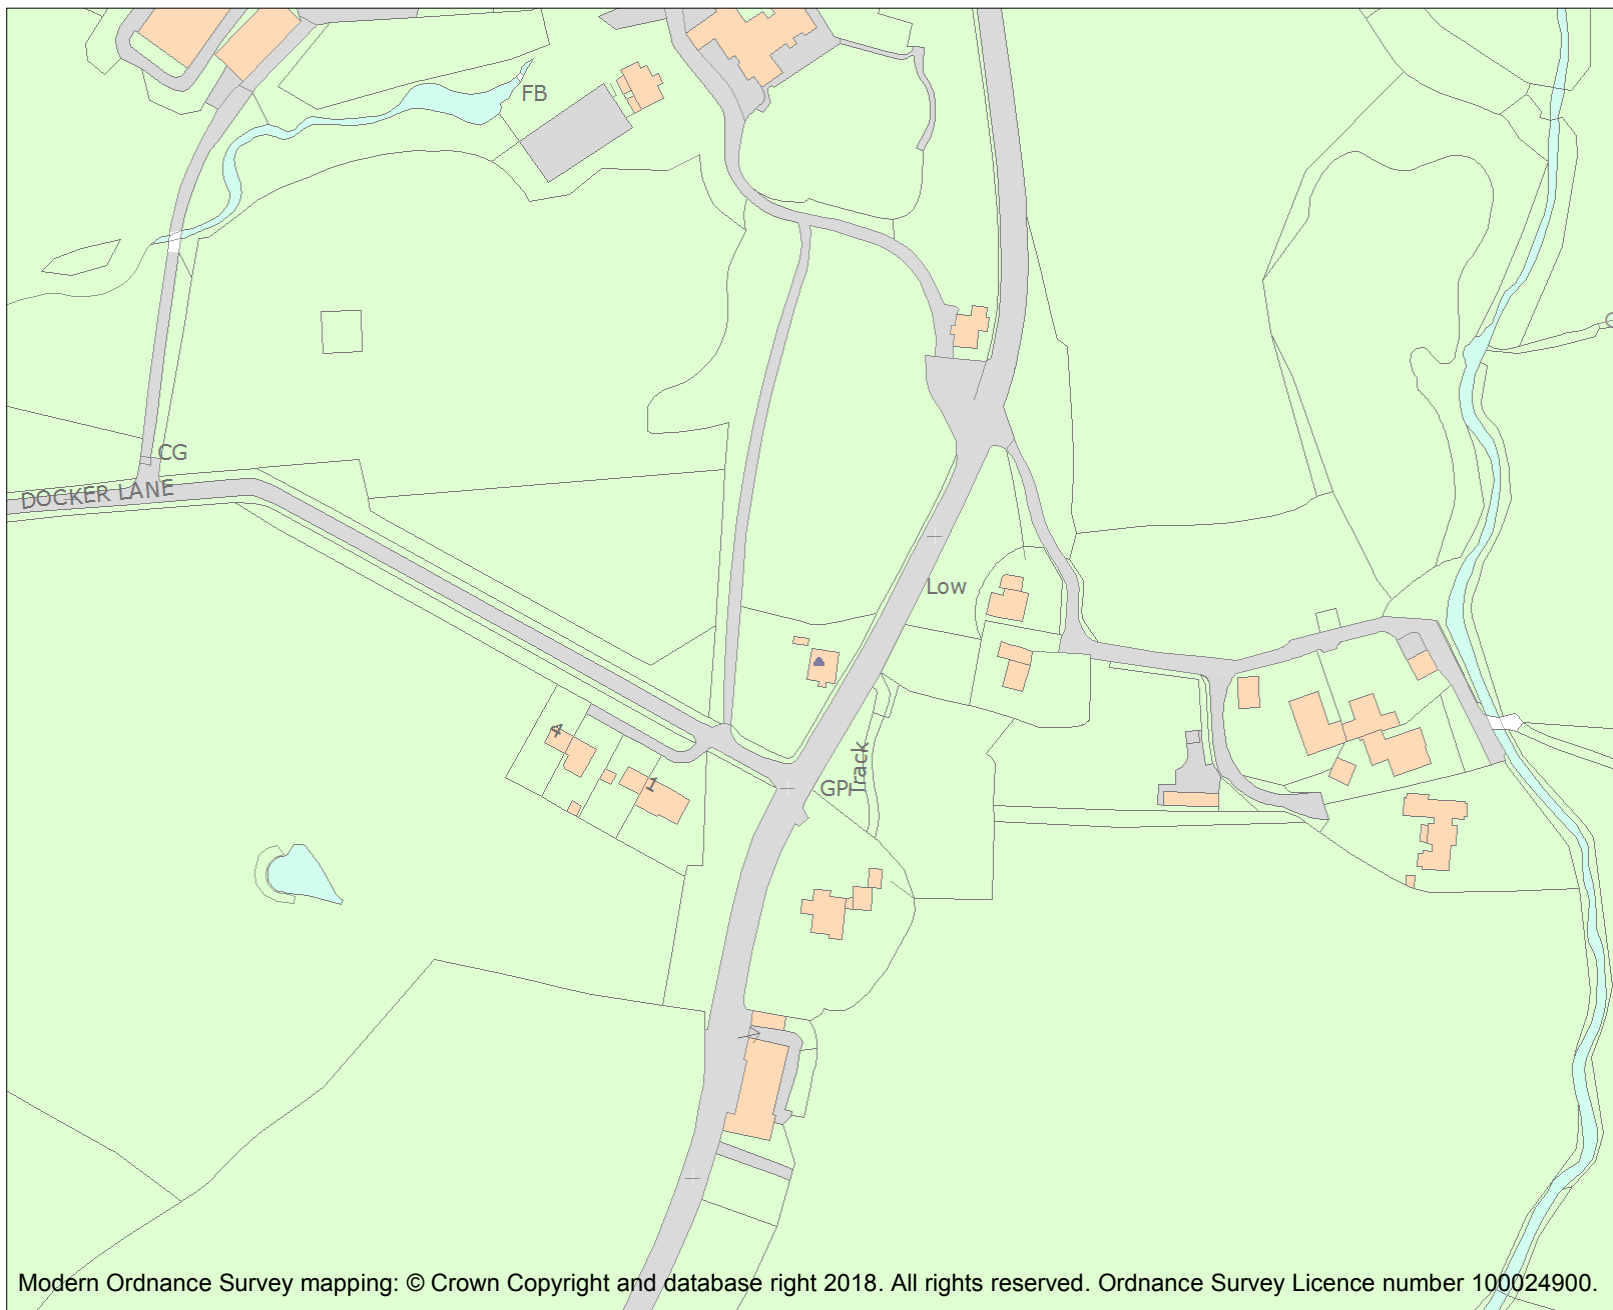 FB
CG
DOCKER LANE
Low
4
1
Track
GP
Modern Ordnance Survey mapping: © Crown Copyright and database right 2018. All rights reserved. Ordnance Survey Licence number 100024900.